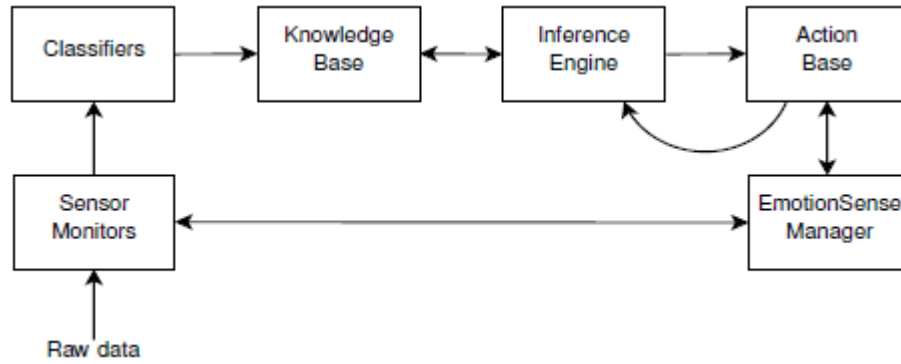 Classifiers
Knowledge
Base
Inference
Engine
Action
Base
Sensor
Monitors
EmotionSense
Manager
Raw data